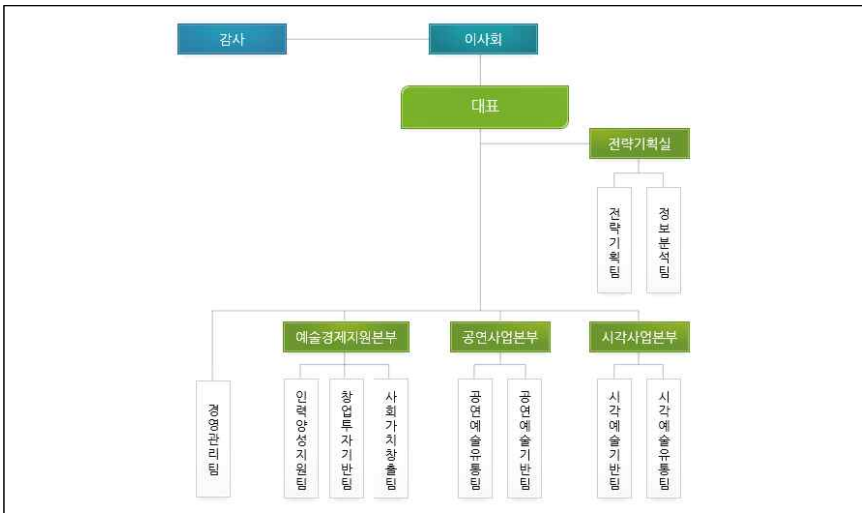 감사
이사회
대표
전략기획실
전략기획팀
정보분석팀
예술경제지원본부
공연사업본부
시각사업본부
경영관리팀
인력양성지원팀
창업투자기반팀
사회가치창출팀
공연예술유통팀
공연예술기반팀
시각예술기반팀
시각예술유통팀